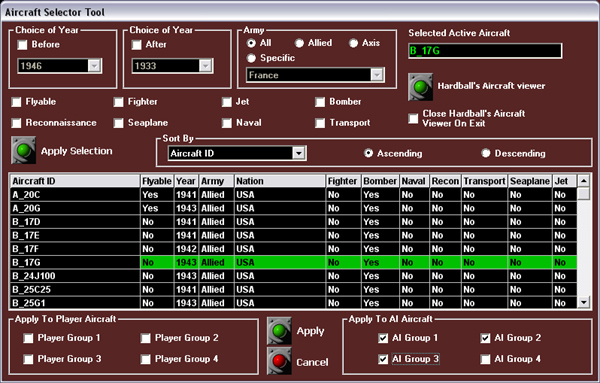 Aircraft Selector Tool
Choice of Year
Before
1946
Choice of Year
After
1933
Army
All Allied Axis
Specific
France
Selected Active Aircraft
B_17G
Hardball's Aircraft viewer
Close Hardball's Aircraft
Viewer On Exit
Flyable Fighter Jet Bomber
Reconnaissance Seaplane Naval Transport
Apply Selection
Sort By
Aircraft ID Ascending Descending
Aircraft ID Flyable Year Army Nation Fighter Bomber Naval Recon Transport Seaplane Jet
A_20C Yes 1941 Allied USA No Yes No No No No No
A_20G Yes 1943 Allied USA No Yes No No No No No
B_17D No 1941 Allied USA No Yes No No No No No
B_17E No 1941 Allied USA No Yes No No No No No
B_17F No 1942 Allied USA No Yes No No No No No
B_17G No 1943 Allied USA No Yes No No No No No
B_24J100 No 1943 Allied USA No Yes No No No No No
B_25C25 No 1941 Allied USA No Yes No No No No No
B_25G1 No 1943 Allied USA No Yes No No No No No
Apply To Player Aircraft
Player Group 1 Player Group 2
Player Group 3 Player Group 4
Apply
Cancel
Apply To AI Aircraft
AI Group 1 AI Group 2
AI Group 3 AI Group 4